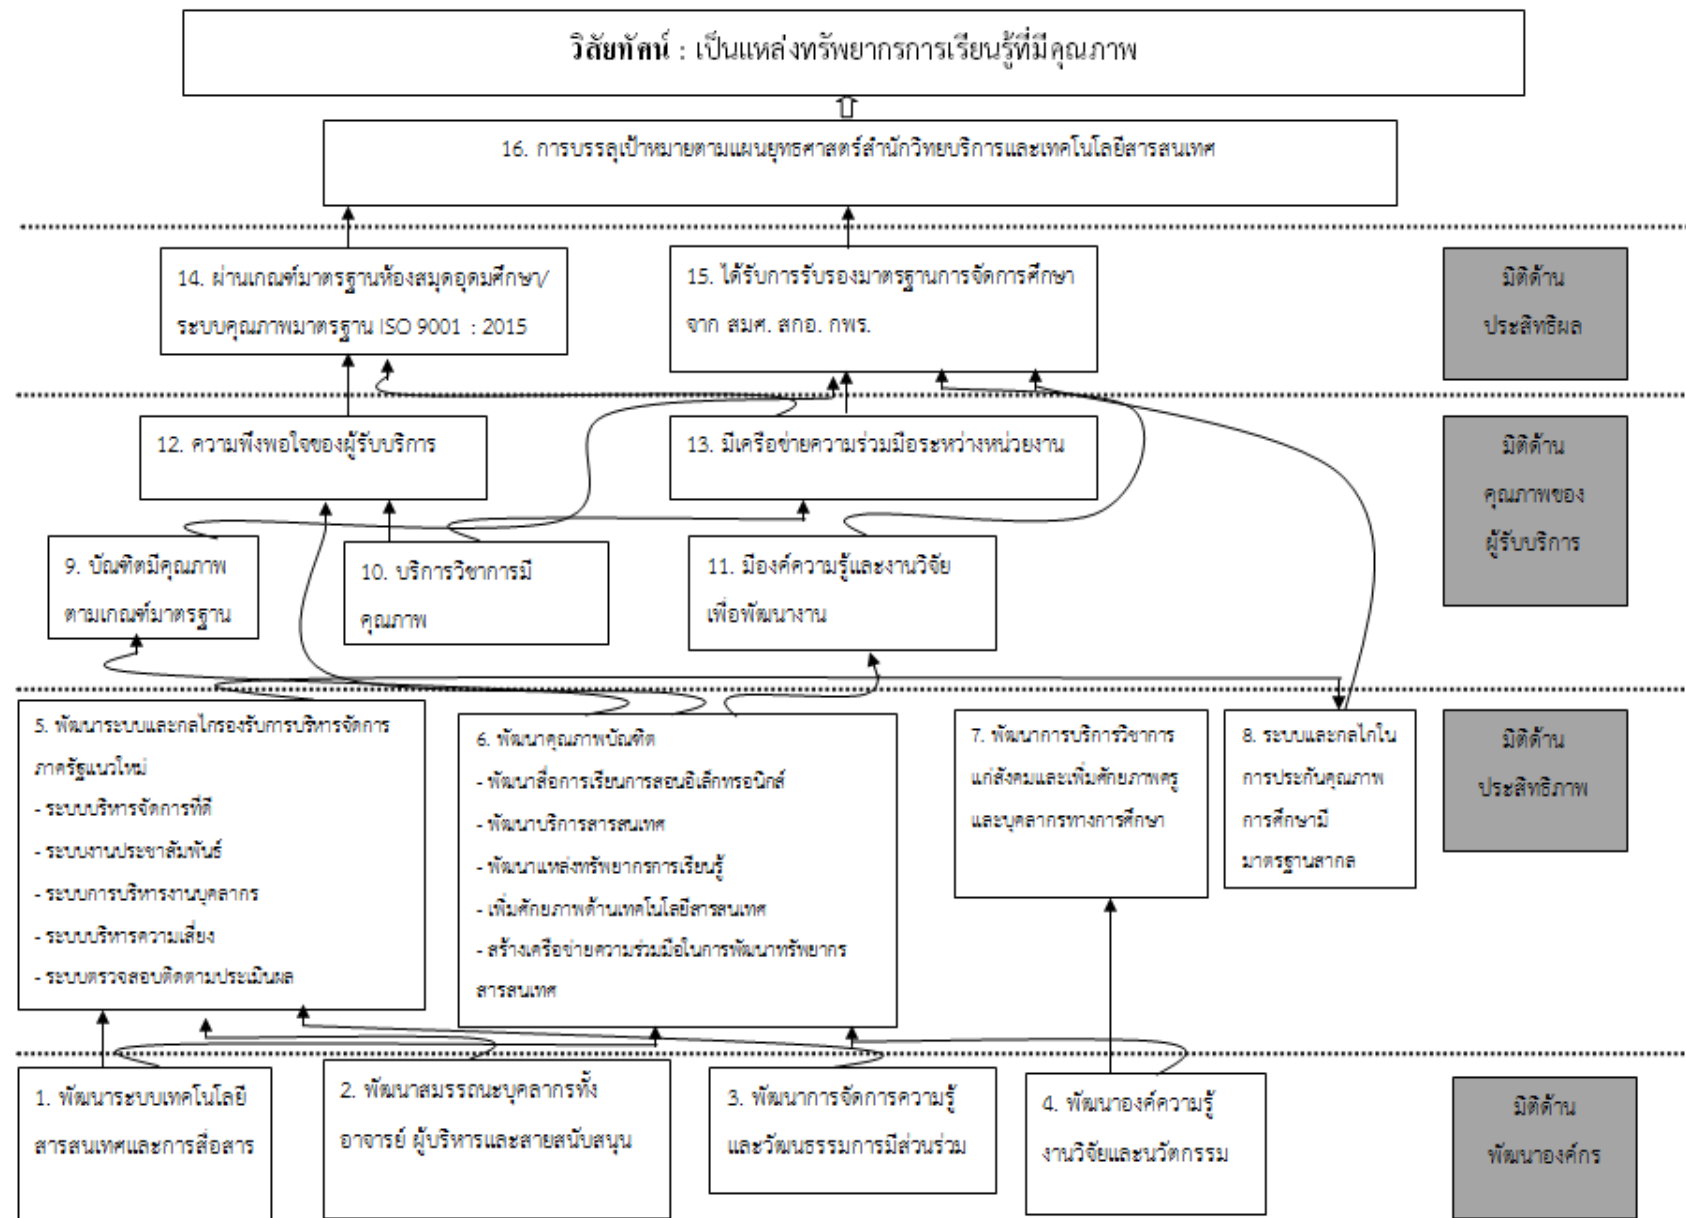 วิสัยทัศน์ : เป็นแหล่งทรัพยากรการเรียนรู้ที่มีคุณภาพ
16. การบรรลุเป้าหมายตามแผนยุทธศาสตร์สำนักวิทยบริการและเทคโนโลยีสารสนเทศ
14. ผ่านเกณฑ์มาตรฐานห้องสมุดอุดมศึกษา/
ระบบคุณภาพมาตรฐาน ISO 9001 : 2015
15. ได้รับการรับรองมาตรฐานการจัดการศึกษา
จาก สมศ. สกอ. กพร.
มิติด้าน
ประสิทธิผล
12. ความพึงพอใจของผู้รับบริการ
13. มีเครือข่ายความร่วมมือระหว่างหน่วยงาน
มิติด้าน
คุณภาพของ
ผู้รับบริการ
9. บัณฑิตมีคุณภาพ
ตามเกณฑ์มาตรฐาน
10. บริการวิชาการมี
คุณภาพ
11. มีองค์ความรู้และงานวิจัย
เพื่อพัฒนางาน
5. พัฒนาระบบและกลไกรองรับการบริหารจัดการ
ภาครัฐแนวใหม่
- ระบบบริหารจัดการที่ดี
- ระบบงานประชาสัมพันธ์
- ระบบการบริหารงานบุคลากร
- ระบบบริหารความเสี่ยง
- ระบบตรวจสอบติดตามประเมินผล
6. พัฒนาคุณภาพบัณฑิต
- พัฒนาสื่อการเรียนการสอนอิเล็กทรอนิกส์
- พัฒนาบริการสารสนเทศ
- พัฒนาแหล่งทรัพยากรการเรียนรู้
- เพิ่มศักยภาพด้านเทคโนโลยีสารสนเทศ
- สร้างเครือข่ายความร่วมมือในการพัฒนาทรัพยากร
สารสนเทศ
7. พัฒนาการบริการวิชาการ
แก่สังคมและเพิ่มศักยภาพครู
และบุคลากรทางการศึกษา
8. ระบบและกลไกใน
การประกันคุณภาพ
การศึกษามี
มาตรฐานสากล
มิติด้าน
ประสิทธิภาพ
1. พัฒนาระบบเทคโนโลยี
สารสนเทศและการสื่อสาร
2. พัฒนาสมรรถนะบุคลากรทั้ง
อาจารย์ ผู้บริหารและสายสนับสนุน
3. พัฒนาการจัดการความรู้
และวัฒนธรรมการมีส่วนร่วม
4. พัฒนาองค์ความรู้
งานวิจัยและนวัตกรรม
มิติด้าน
พัฒนาองค์กร